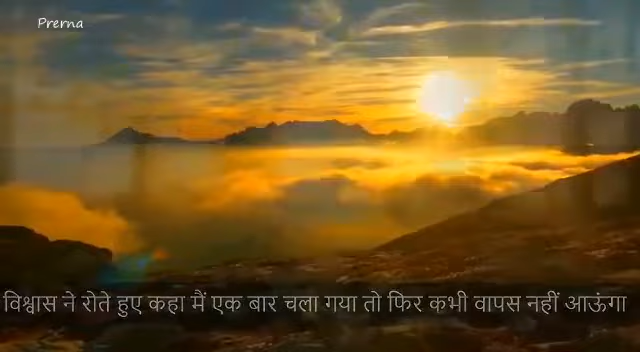 Prerna
विश्वास ने रोते हुए कहा मैं एक बार चला गया तो फिर कभी वापस नहीं आऊंगा